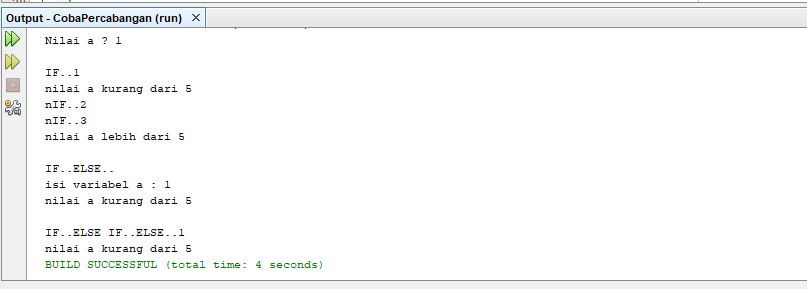 Output - CobaPercabangan (run)
Nilai a ? 1
IF..1
nilai a kurang dari 5
nIF..2
nIF..3
nilai a lebih dari 5
IF..ELSE..
isi variabel a : 1
nilai a kurang dari 5
IF..ELSE IF..ELSE..1
nilai a kurang dari 5
BUILD SUCCESSFUL (total time: 4 seconds)